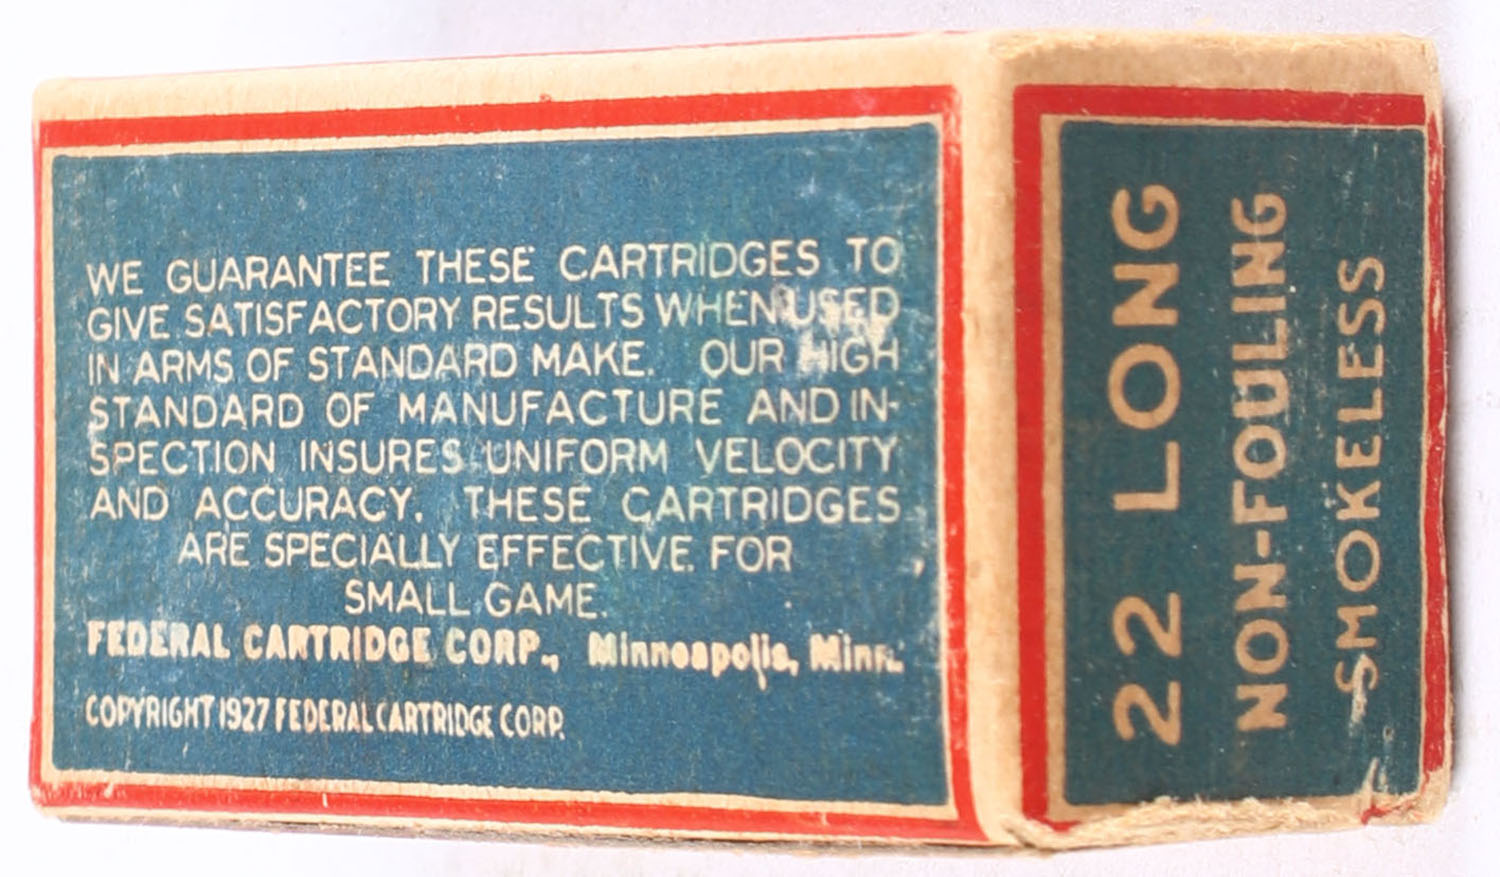 WE GUARANTEE THESE CARTRIDGES TO
GIVE SATISFACTORY RESULTS WHEN USED
IN ARMS OF STANDARD MAKE. OUR HIGH
STANDARD OF MANUFACTURE AND IN-
SPECTION INSURES UNIFORM VELOCITY
AND ACCURACY. THESE CARTRIDGES
ARE SPECIALLY EFFECTIVE FOR
SMALL GAME.
FEDERAL CARTRIDGE CORP., Minneapolis, Minn.
COPYRIGHT 1927 FEDERAL CARTRIDGE CORP.
22 LONG
NON-FOULING
SMOKELESS